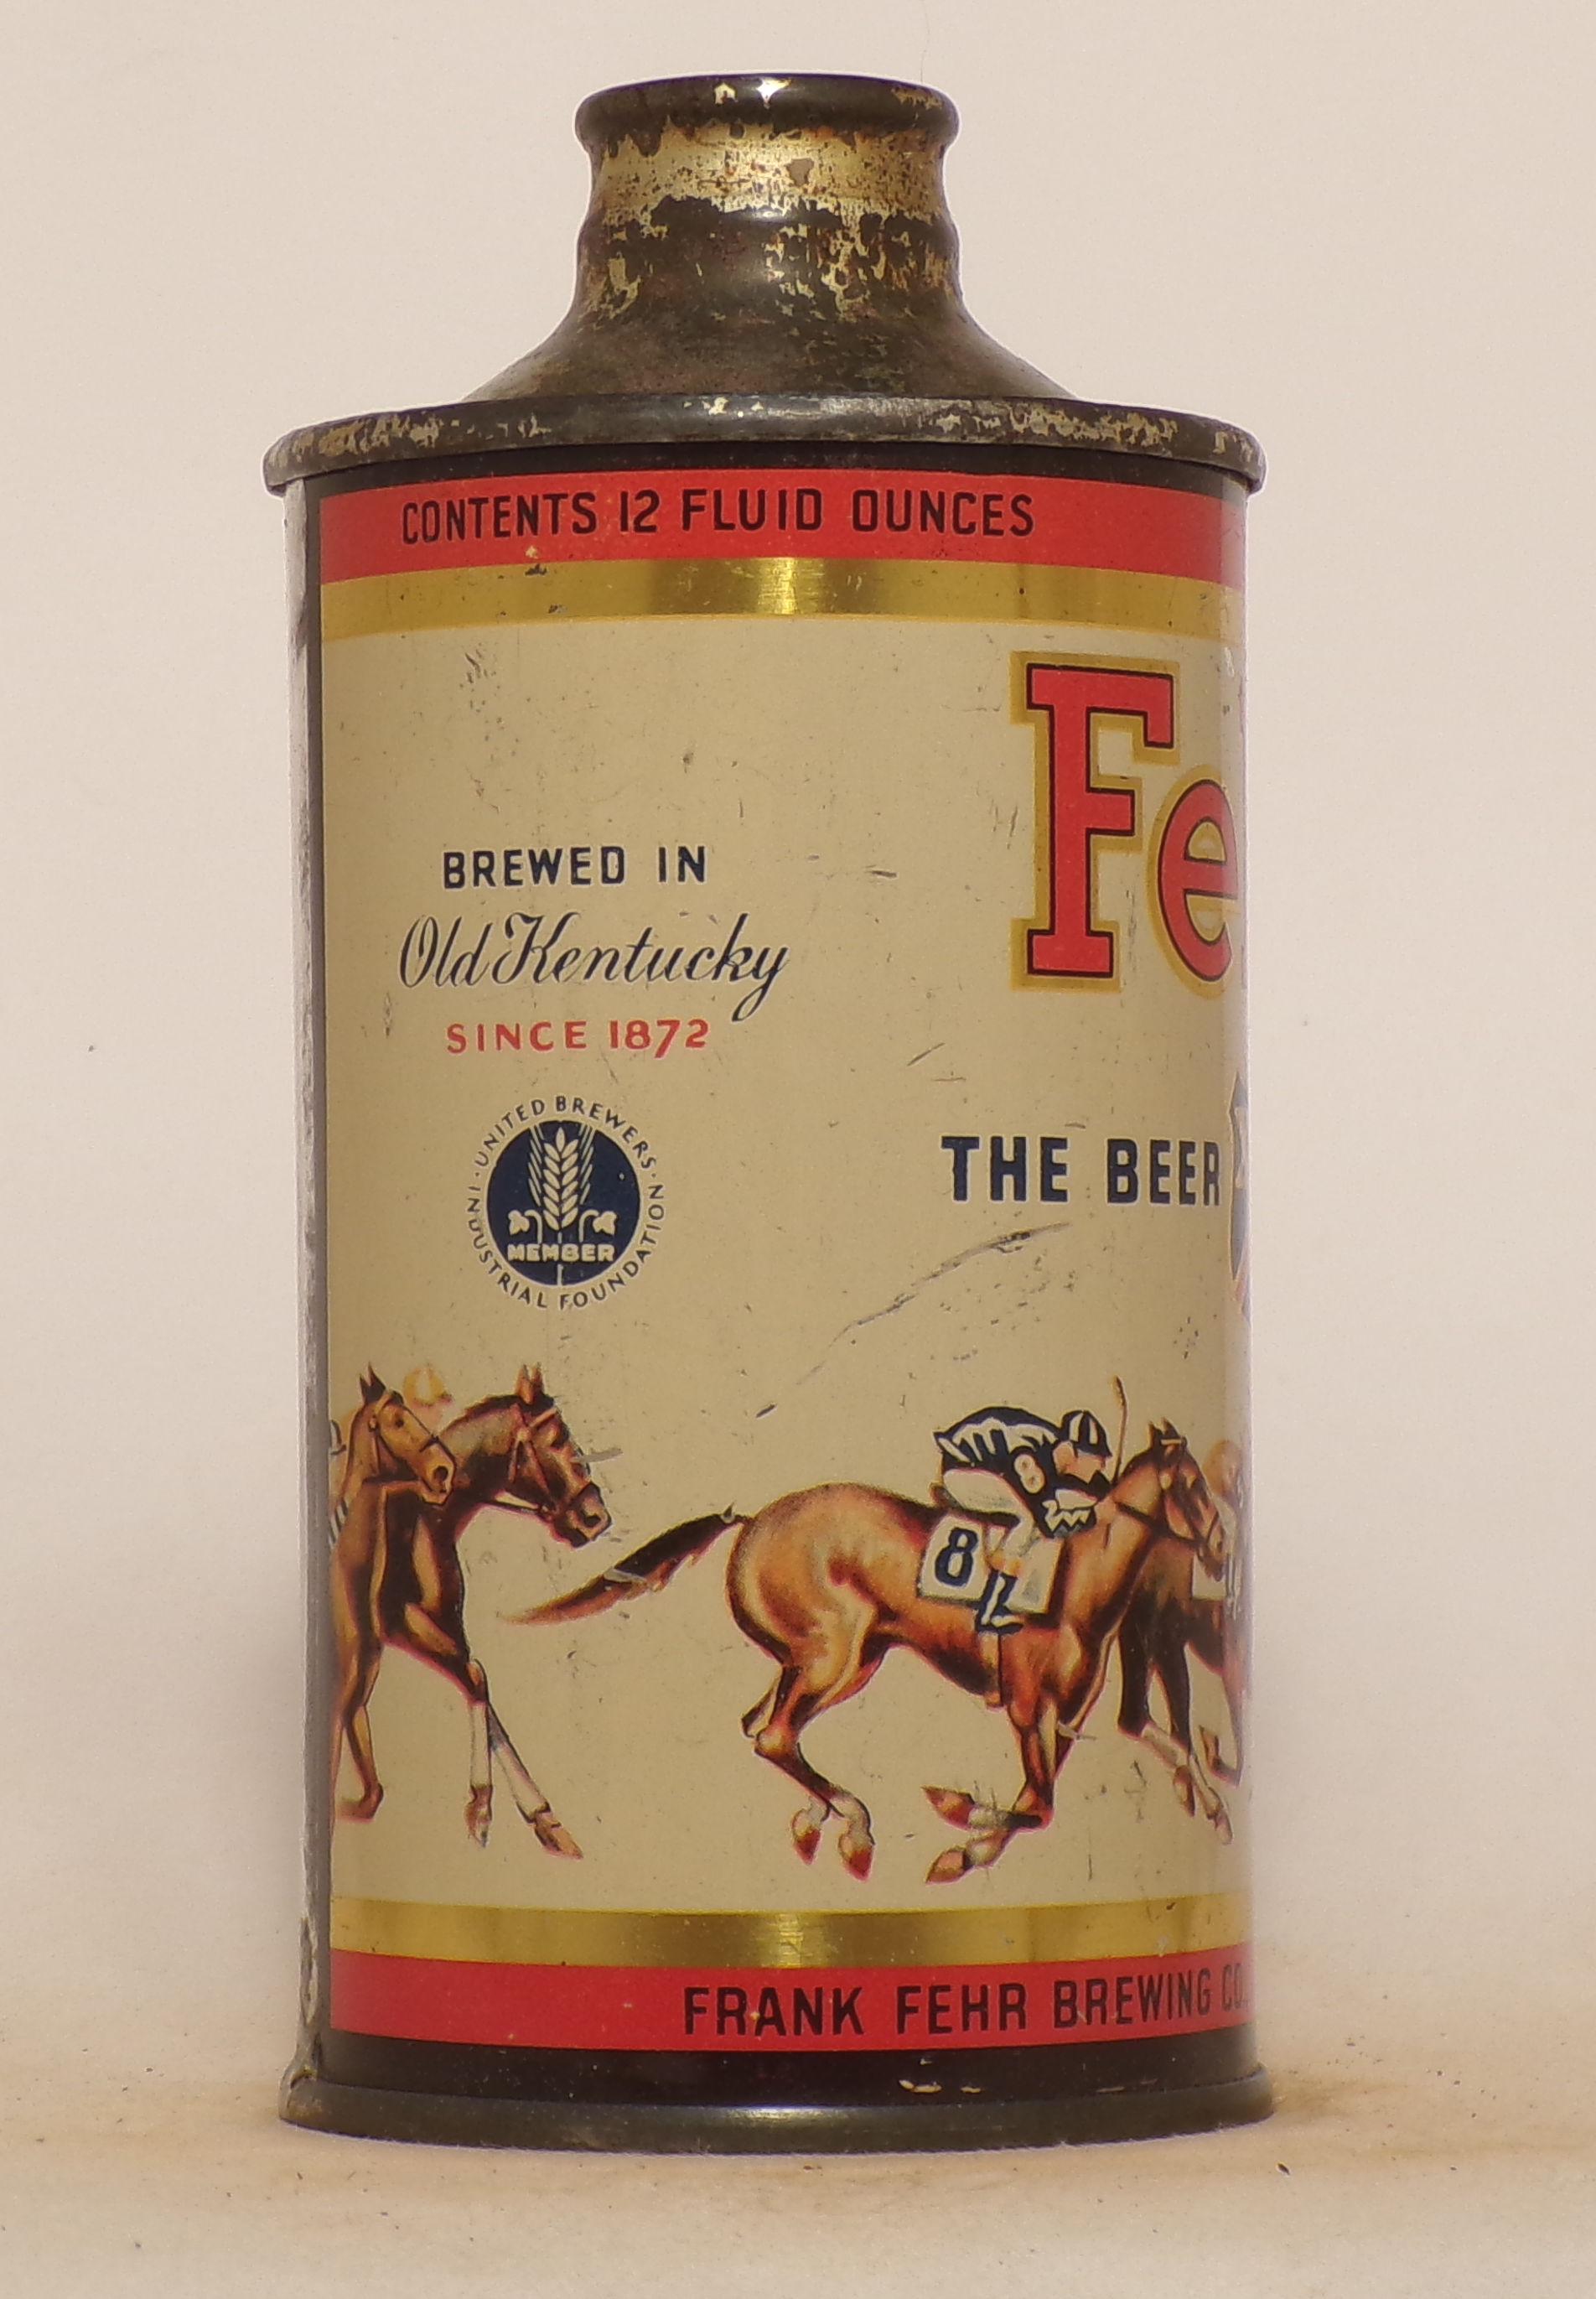 CONTENTS 12 FLUID OUNCES
Fe
BREWED IN
Old Kentucky
SINCE 1872
UNITED BREWERS · INDUSTRIAL FOUNDATION ·
MEMBER
THE BEER
8
8
FRANK FEHR BREWING CO.